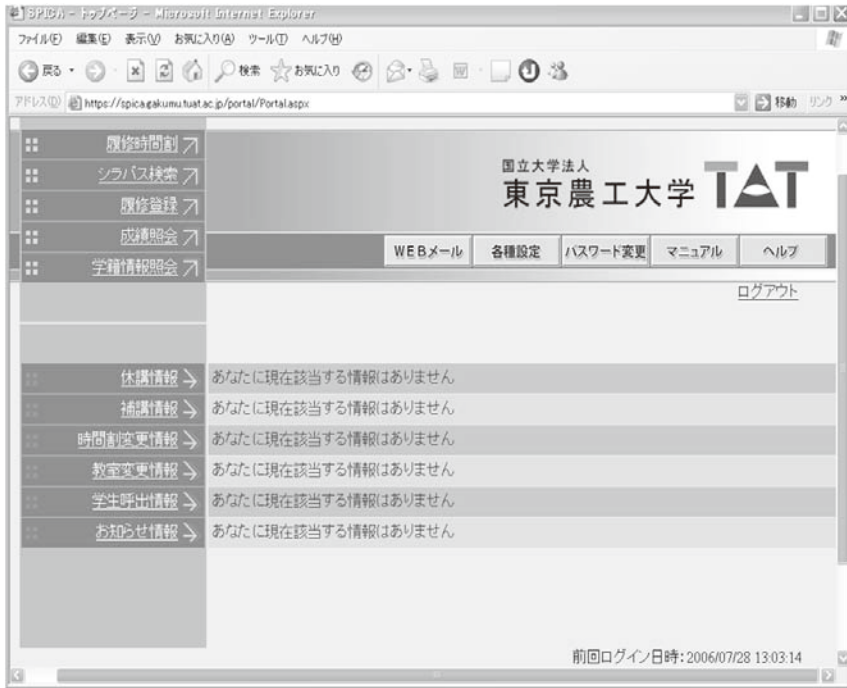 SPICA - トップページ - Microsoft Internet Explorer
ファイル(F) 編集(E) 表示(V) お気に入り(A) ツール(T) ヘルプ(H)
戻る 検索 お気に入り
アドレス(D) https://spica.gakumu.tuat.ac.jp/portal/Portal.aspx 移動 リンク »
履修時間割
シラバス検索
履修登録
成績照会
学籍情報照会
国立大学法人
東京農工大学 TAT
WEBメール 各種設定 パスワード変更 マニュアル ヘルプ
ログアウト
休講情報 あなたに現在該当する情報はありません
補講情報 あなたに現在該当する情報はありません
時間割変更情報 あなたに現在該当する情報はありません
教室変更情報 あなたに現在該当する情報はありません
学生呼出情報 あなたに現在該当する情報はありません
お知らせ情報 あなたに現在該当する情報はありません
前回ログイン日時:2006/07/28 13:03:14